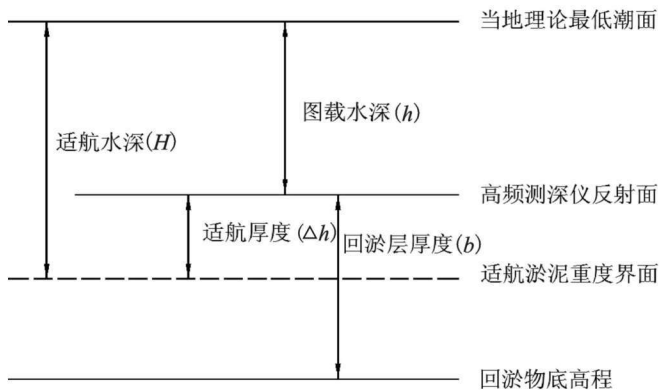 当地理论最低潮面
图载水深(h)
适航水深(H)
高频测深仪反射面
适航厚度(△h)
回淤层厚度(b)
适航淤泥重度界面
回淤物底高程